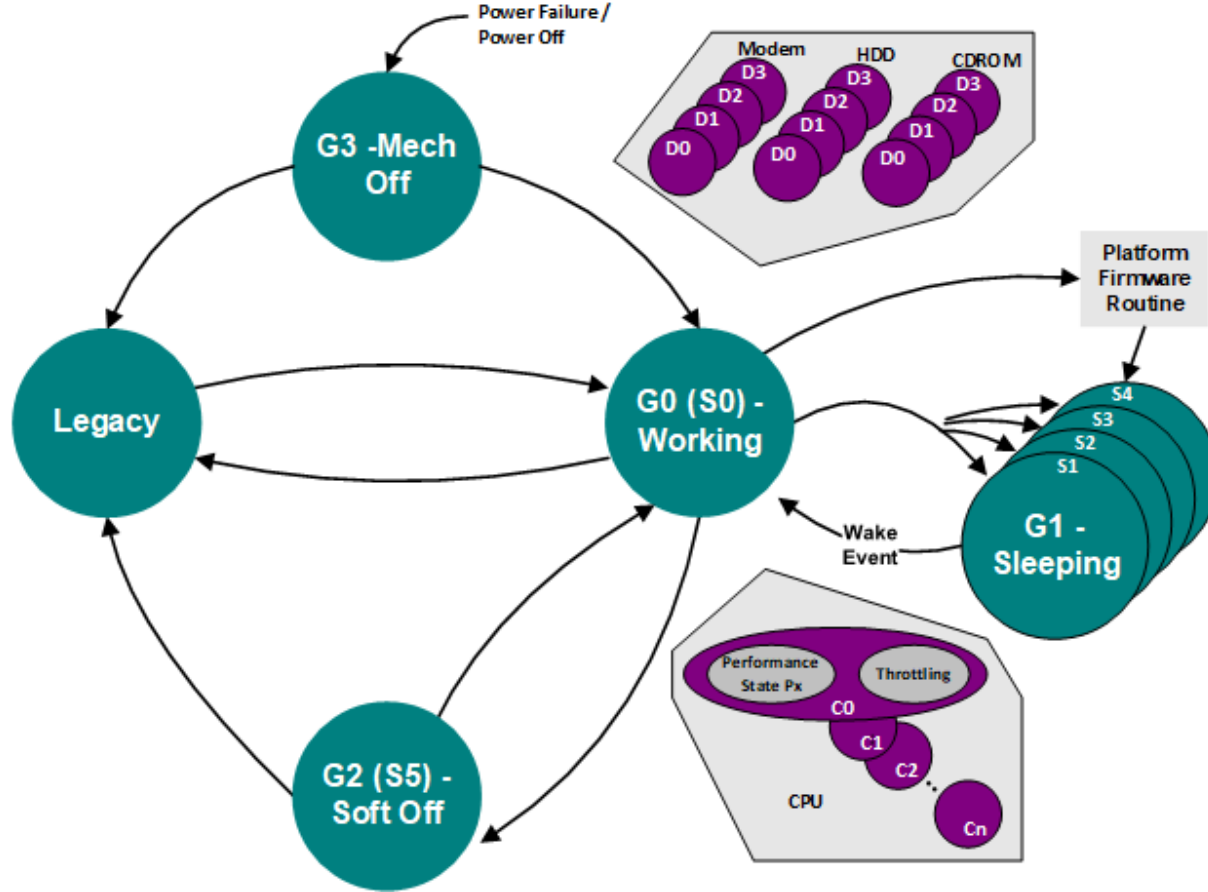 Power Failure /
Power Off
G3 -Mech
Off
Modem
HDD
CDROM
D3
D2
D1
D0
D3
D2
D1
D0
D3
D2
D1
D0
Platform
Firmware
Routine
Legacy
G0 (S0) -
Working
S4
S3
S2
S1
G1 -
Sleeping
Wake
Event
Performance
State Px
Throttling
C0
C1
C2
Cn
CPU
G2 (S5) -
Soft Off